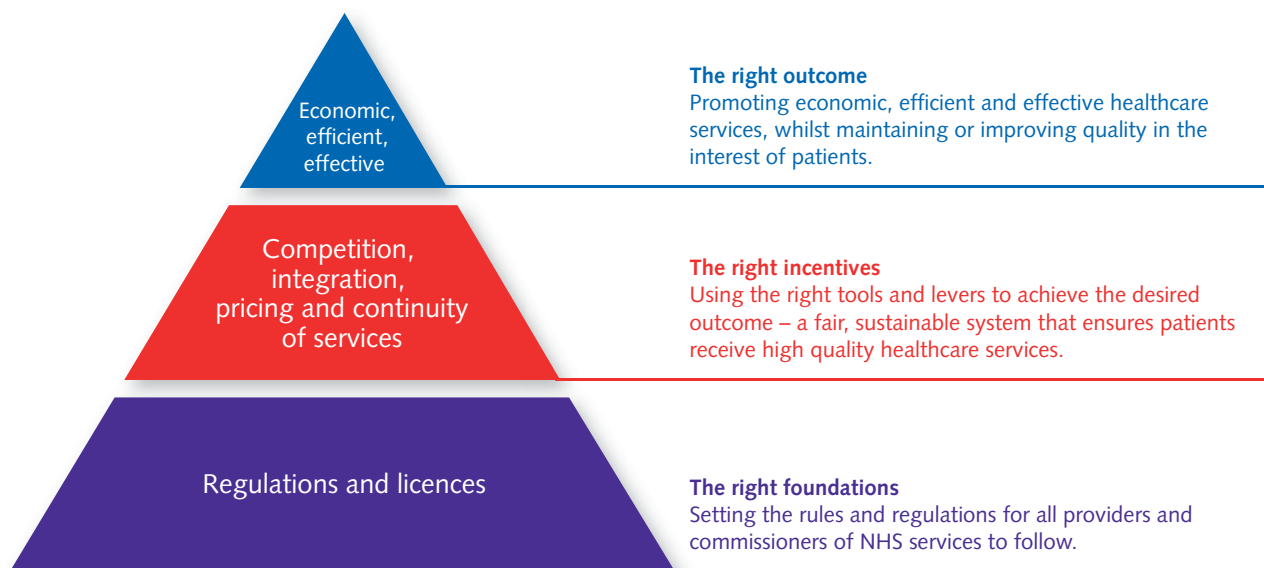 Economic,
efficient,
effective
The right outcome
Promoting economic, efficient and effective healthcare
services, whilst maintaining or improving quality in the
interest of patients.
Competition,
integration,
pricing and continuity
of services
The right incentives
Using the right tools and levers to achieve the desired
outcome – a fair, sustainable system that ensures patients
receive high quality healthcare services.
Regulations and licences
The right foundations
Setting the rules and regulations for all providers and
commissioners of NHS services to follow.